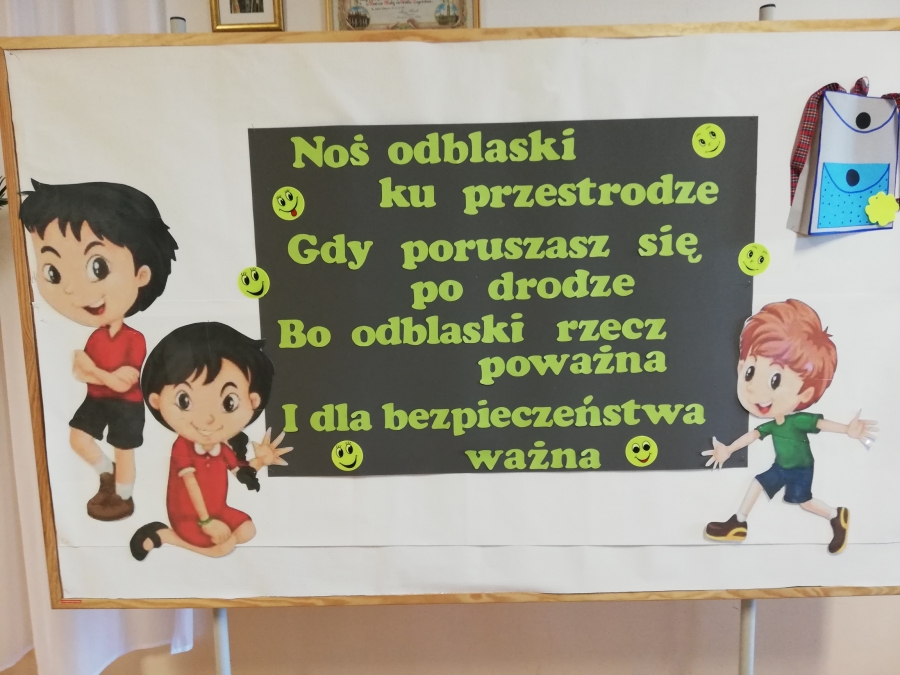 Noś odblaski
ku przestrodze
Gdy poruszasz się
po drodze
Bo odblaski rzecz
poważna
I dla bezpieczeństwa
ważna